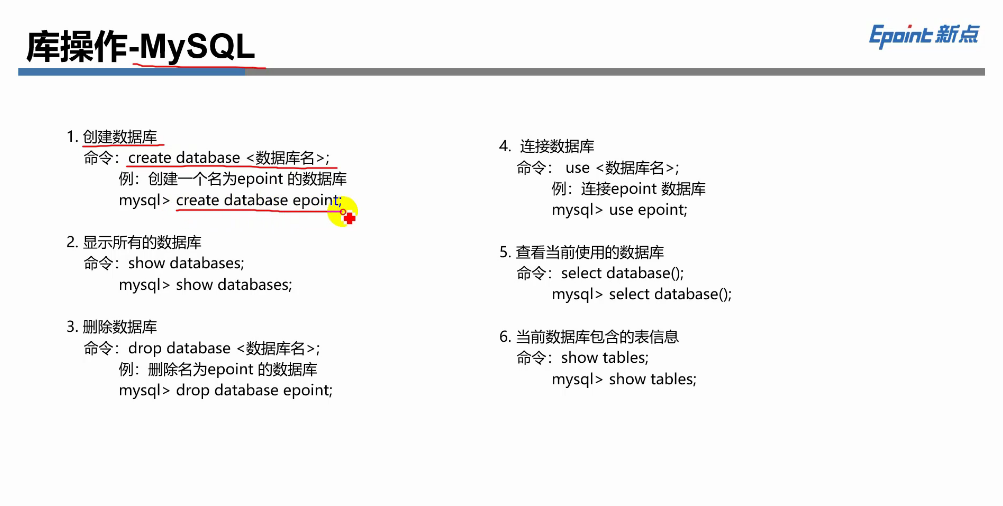 库操作-MySQL
Epoint 新点
1. 创建数据库
命令：create database <数据库名>;
例：创建一个名为epoint 的数据库
mysql> create database epoint;
2. 显示所有的数据库
命令：show databases;
mysql> show databases;
3. 删除数据库
命令：drop database <数据库名>;
例：删除名为epoint 的数据库
mysql> drop database epoint;
4. 连接数据库
命令： use <数据库名>;
例：连接epoint 数据库
mysql> use epoint;
5. 查看当前使用的数据库
命令：select database();
mysql> select database();
6. 当前数据库包含的表信息
命令：show tables;
mysql> show tables;